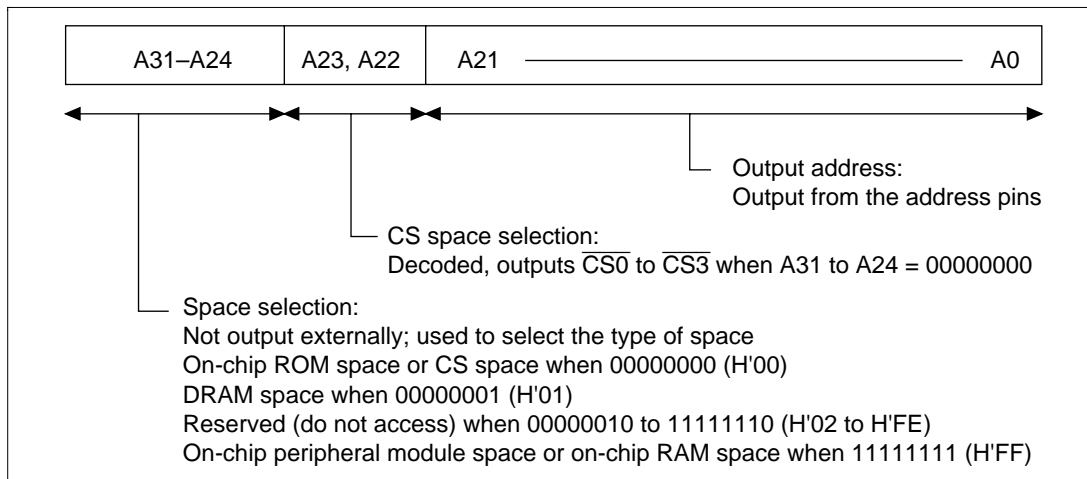 A31–A24 A23, A22 A21 A0
Output address:
Output from the address pins
CS space selection:
Decoded, outputs C̅S̅0̅ to C̅S̅3̅ when A31 to A24 = 00000000
Space selection:
Not output externally; used to select the type of space
On-chip ROM space or CS space when 00000000 (H'00)
DRAM space when 00000001 (H'01)
Reserved (do not access) when 00000010 to 11111110 (H'02 to H'FE)
On-chip peripheral module space or on-chip RAM space when 11111111 (H'FF)